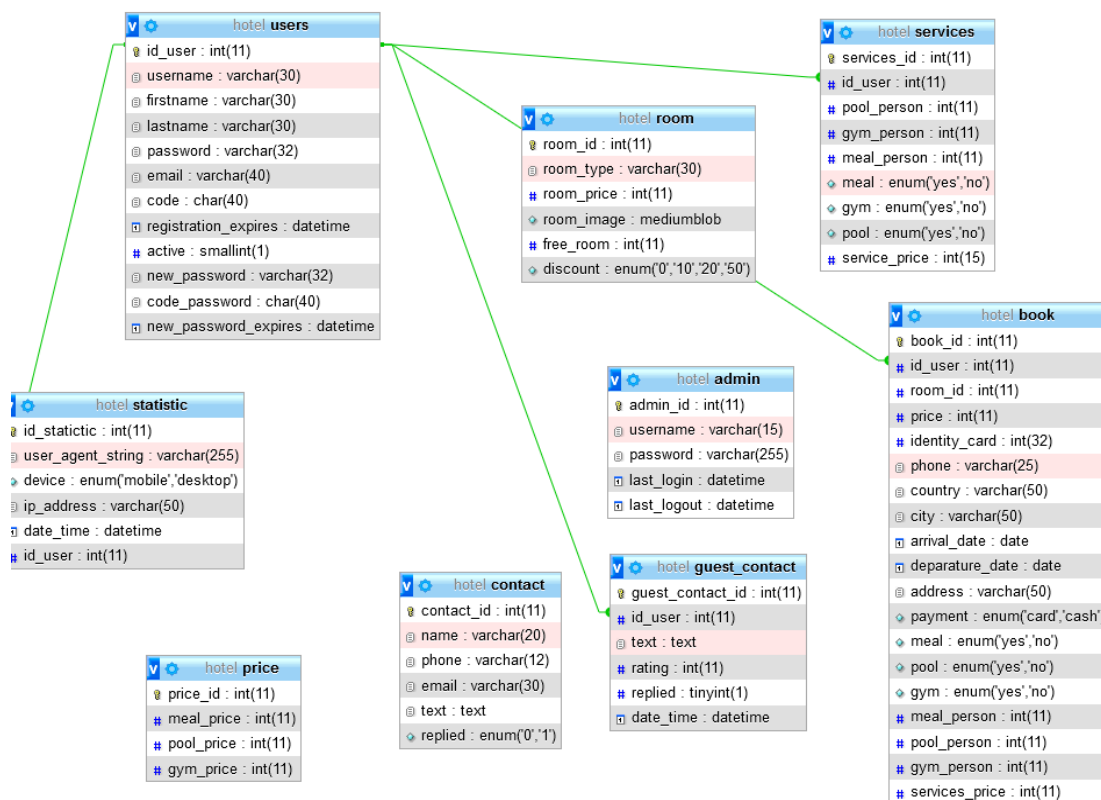 hotel users
id_user : int(11)
username : varchar(30)
firstname : varchar(30)
lastname : varchar(30)
password : varchar(32)
email : varchar(40)
code : char(40)
registration_expires : datetime
active : smallint(1)
new_password : varchar(32)
code_password : char(40)
new_password_expires : datetime
hotel services
services_id : int(11)
id_user : int(11)
pool_person : int(11)
gym_person : int(11)
meal_person : int(11)
meal : enum('yes','no')
gym : enum('yes','no')
pool : enum('yes','no')
service_price : int(15)
hotel room
room_id : int(11)
room_type : varchar(30)
room_price : int(11)
room_image : mediumblob
free_room : int(11)
discount : enum('0','10','20','50')
hotel book
book_id : int(11)
id_user : int(11)
room_id : int(11)
price : int(11)
identity_card : int(32)
phone : varchar(25)
country : varchar(50)
city : varchar(50)
arrival_date : date
deparature_date : date
address : varchar(50)
payment : enum('card','cash'
meal : enum('yes','no')
pool : enum('yes','no')
gym : enum('yes','no')
meal_person : int(11)
pool_person : int(11)
gym_person : int(11)
services_price : int(11)
hotel statistic
id_statictic : int(11)
user_agent_string : varchar(255)
device : enum('mobile','desktop')
ip_address : varchar(50)
date_time : datetime
id_user : int(11)
hotel admin
admin_id : int(11)
username : varchar(15)
password : varchar(255)
last_login : datetime
last_logout : datetime
hotel contact
contact_id : int(11)
name : varchar(20)
phone : varchar(12)
email : varchar(30)
text : text
replied : enum('0','1')
hotel guest_contact
guest_contact_id : int(11)
id_user : int(11)
text : text
rating : int(11)
replied : tinyint(1)
date_time : datetime
hotel price
price_id : int(11)
meal_price : int(11)
pool_price : int(11)
gym_price : int(11)